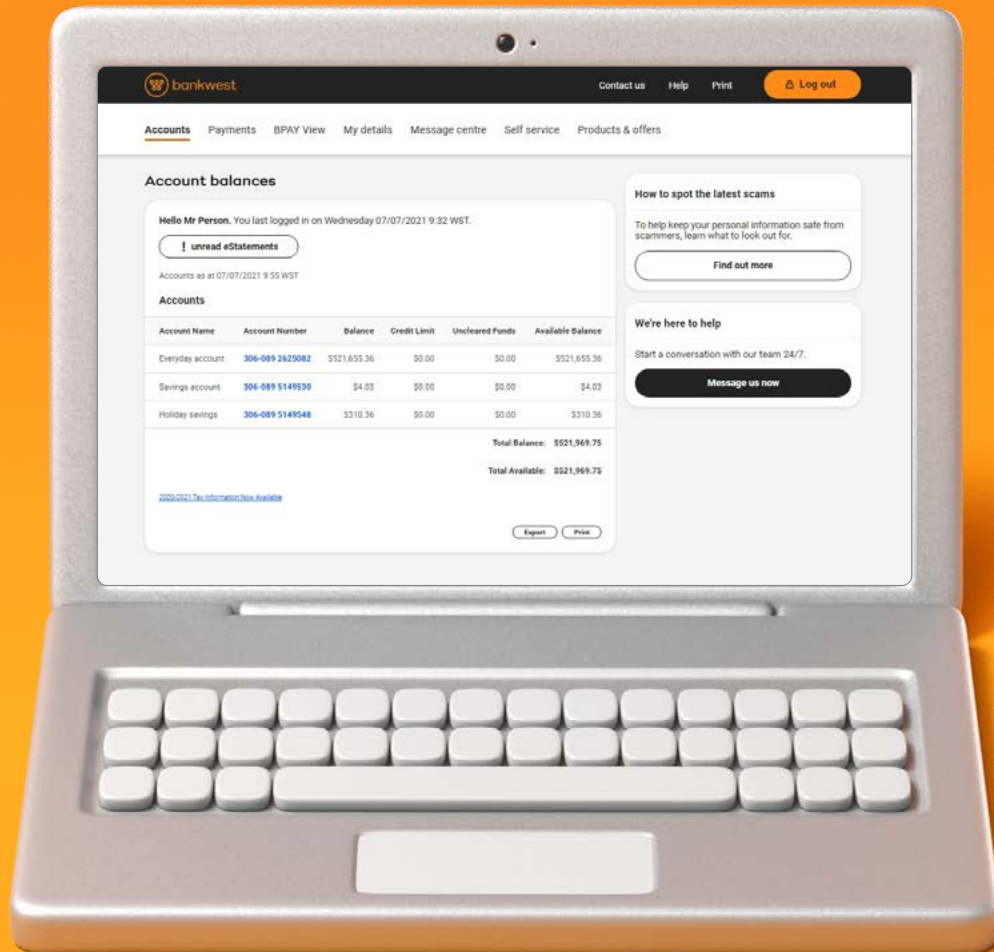 bankwest
Contact us Help Print Log out
Accounts Payments BPAY View My details Message centre Self service Products & offers
Account balances
Hello Mr Person. You last logged in on Wednesday 07/07/2021 9:32 WST.
! unread eStatements
Accounts as at 07/07/2021 9:55 WST
Accounts
Account Name Account Number Balance Credit Limit Uncleared Funds Available Balance
Everyday account 306-089 2625082 $521,655.36 $0.00 $0.00 $521,655.36
Savings account 306-089 5149530 $4.03 $0.00 $0.00 $4.03
Holiday savings 306-089 5149548 $310.36 $0.00 $0.00 $310.36
Total Balance: $521,969.75
Total Available: $521,969.75
2020/2021 Tax Information Now Available
Export Print
How to spot the latest scams
To help keep your personal information safe from
scammers, learn what to look out for.
Find out more
We're here to help
Start a conversation with our team 24/7.
Message us now